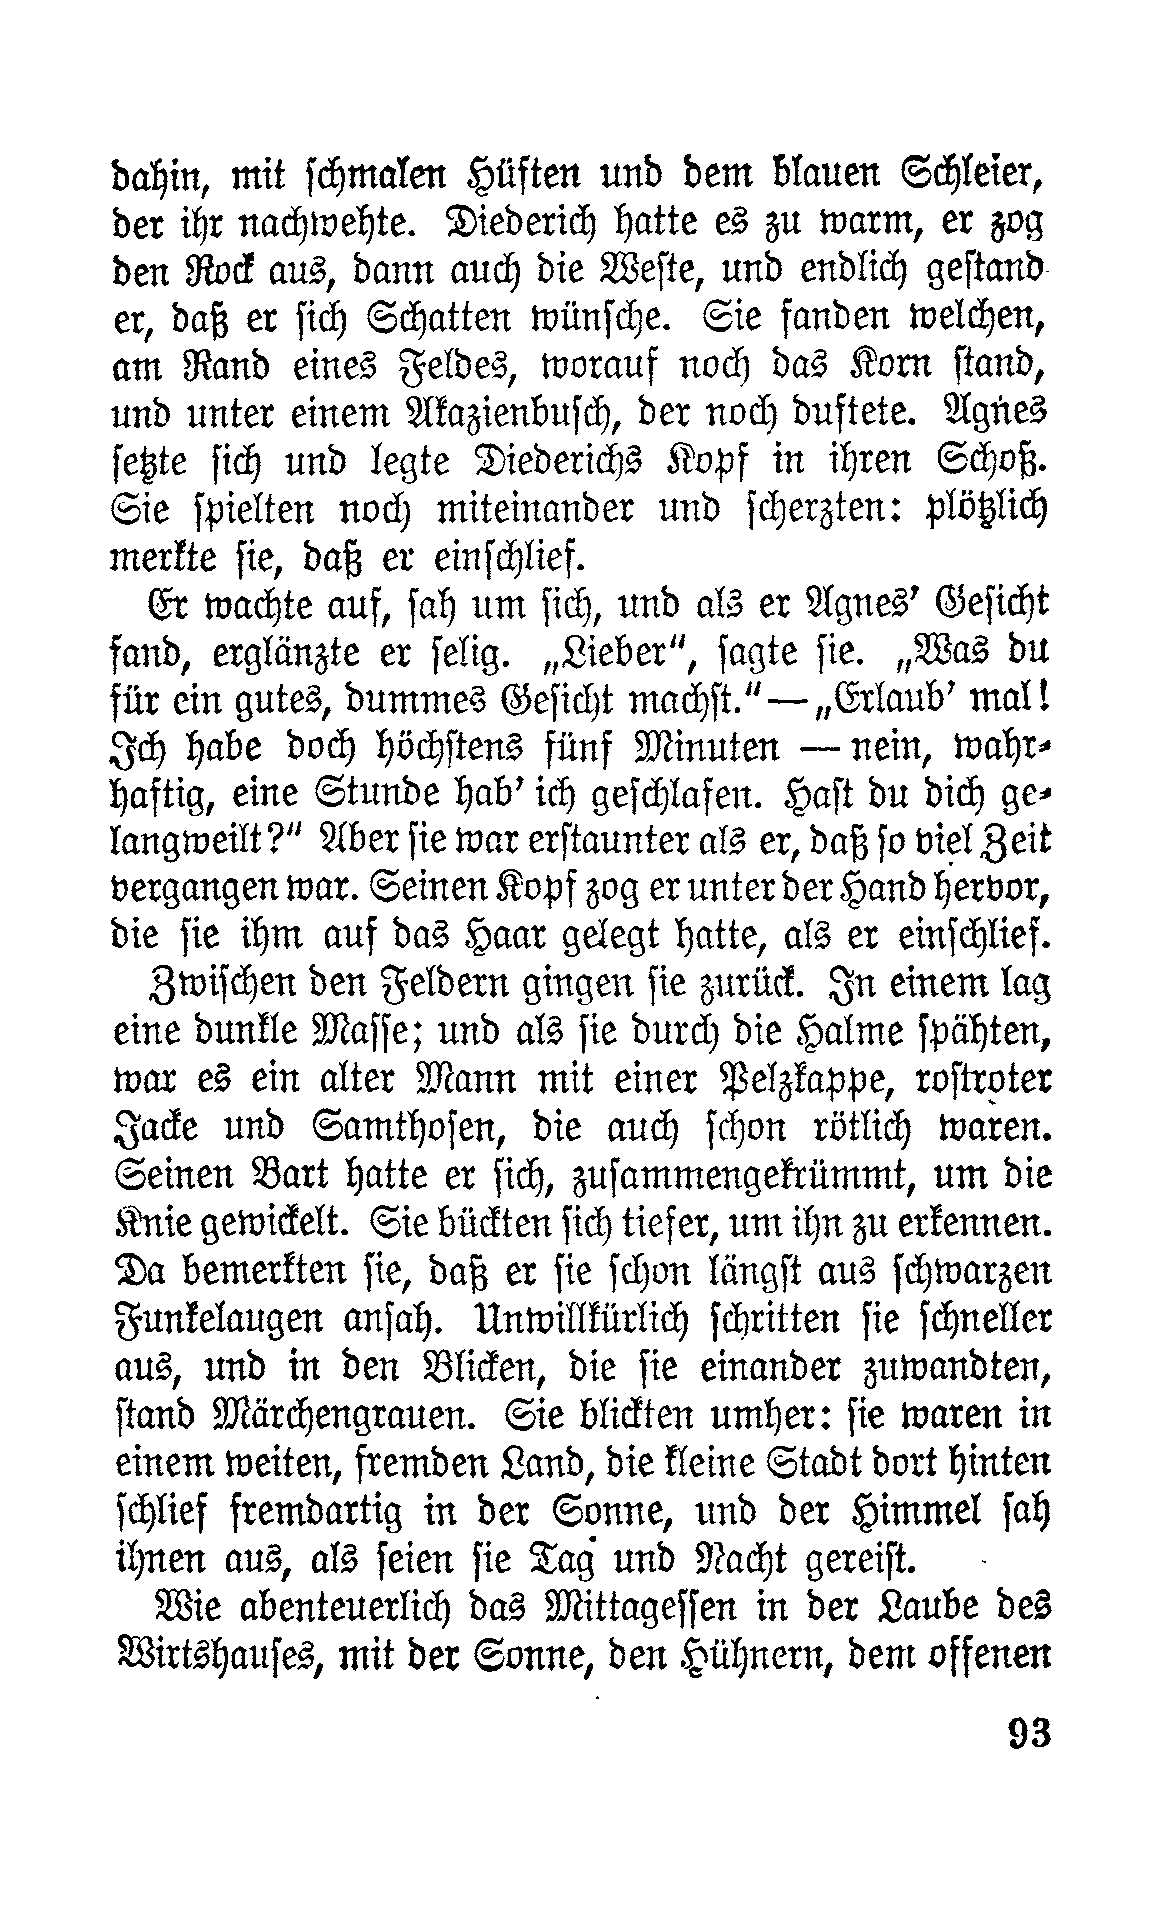 dahin, mit schmalen Hüften und dem blauen Schleier,
der ihr nachwehte. Diederich hatte es zu warm, er zog
den Rock aus, dann auch die Weste, und endlich gestand
er, daß er sich Schatten wünsche. Sie fanden welchen,
am Rand eines Feldes, worauf noch das Korn stand,
und unter einem Akazienbusch, der noch duftete. Agnes
setzte sich und legte Diederichs Kopf in ihren Schoß.
Sie spielten noch miteinander und scherzten: plötzlich
merkte sie, daß er einschlief.
Er wachte auf, sah um sich, und als er Agnes' Gesicht
fand, erglänzte er selig. „Lieber“, sagte sie. „Was du
für ein gutes, dummes Gesicht machst.“ — „Erlaub' mal!
Ich habe doch höchstens fünf Minuten — nein, wahr-
haftig, eine Stunde hab' ich geschlafen. Hast du dich ge-
langweilt?“ Aber sie war erstaunter als er, daß so viel Zeit
vergangen war. Seinen Kopf zog er unter der Hand hervor,
die sie ihm auf das Haar gelegt hatte, als er einschlief.
Zwischen den Feldern gingen sie zurück. In einem lag
eine dunkle Masse; und als sie durch die Halme spähten,
war es ein alter Mann mit einer Pelzkappe, rostroter
Jacke und Samthosen, die auch schon rötlich waren.
Seinen Bart hatte er sich, zusammengekrümmt, um die
Knie gewickelt. Sie bückten sich tiefer, um ihn zu erkennen.
Da bemerkten sie, daß er sie schon längst aus schwarzen
Funkelaugen ansah. Unwillkürlich schritten sie schneller
aus, und in den Blicken, die sie einander zuwandten,
stand Märchengrauen. Sie blickten umher: sie waren in
einem weiten, fremden Land, die kleine Stadt dort hinten
schlief fremdartig in der Sonne, und der Himmel sah
ihnen aus, als seien sie Tag und Nacht gereist.
Wie abenteuerlich das Mittagessen in der Laube des
Wirtshauses, mit der Sonne, den Hühnern, dem offenen
93